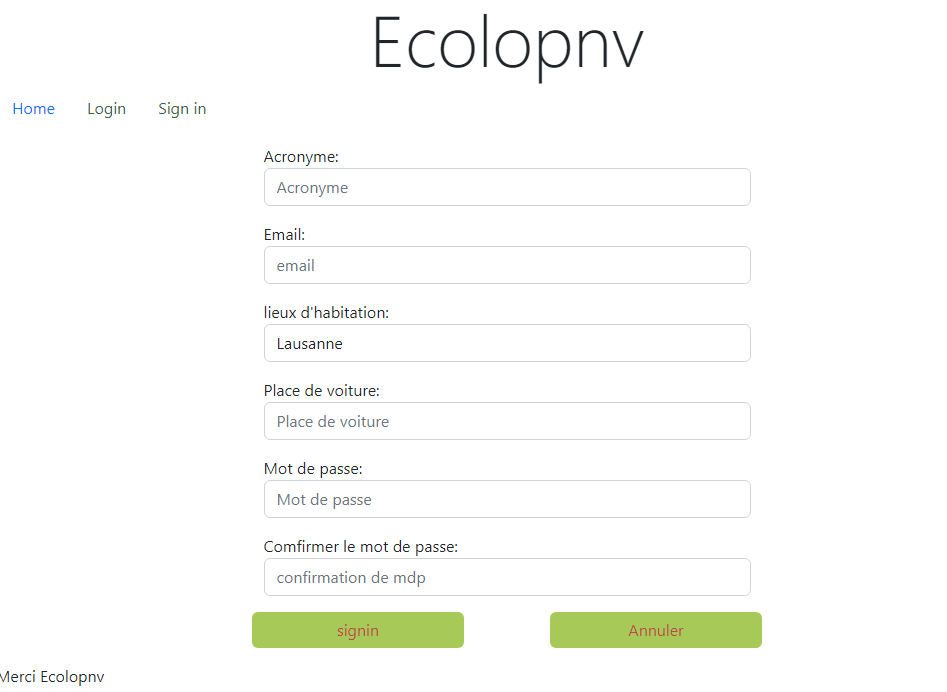 Ecolopnv
Home Login Sign in
Acronyme:
Acronyme
Email:
email
lieux d'habitation:
Lausanne
Place de voiture:
Place de voiture
Mot de passe:
Mot de passe
Comfirmer le mot de passe:
confirmation de mdp
signin Annuler
Merci Ecolopnv